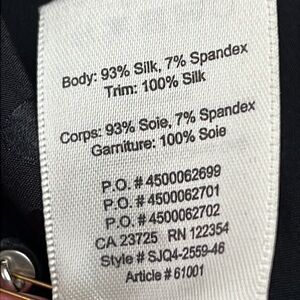 Body: 93% Silk, 7% Spandex
Trim: 100% Silk
Corps: 93% Soie, 7% Spandex
Garniture: 100% Soie
P.O. # 4500062699
P.O. # 4500062701
P.O. # 4500062702
CA 23725 RN 122354
Style # SJQ4-2559-46
Article # 61001